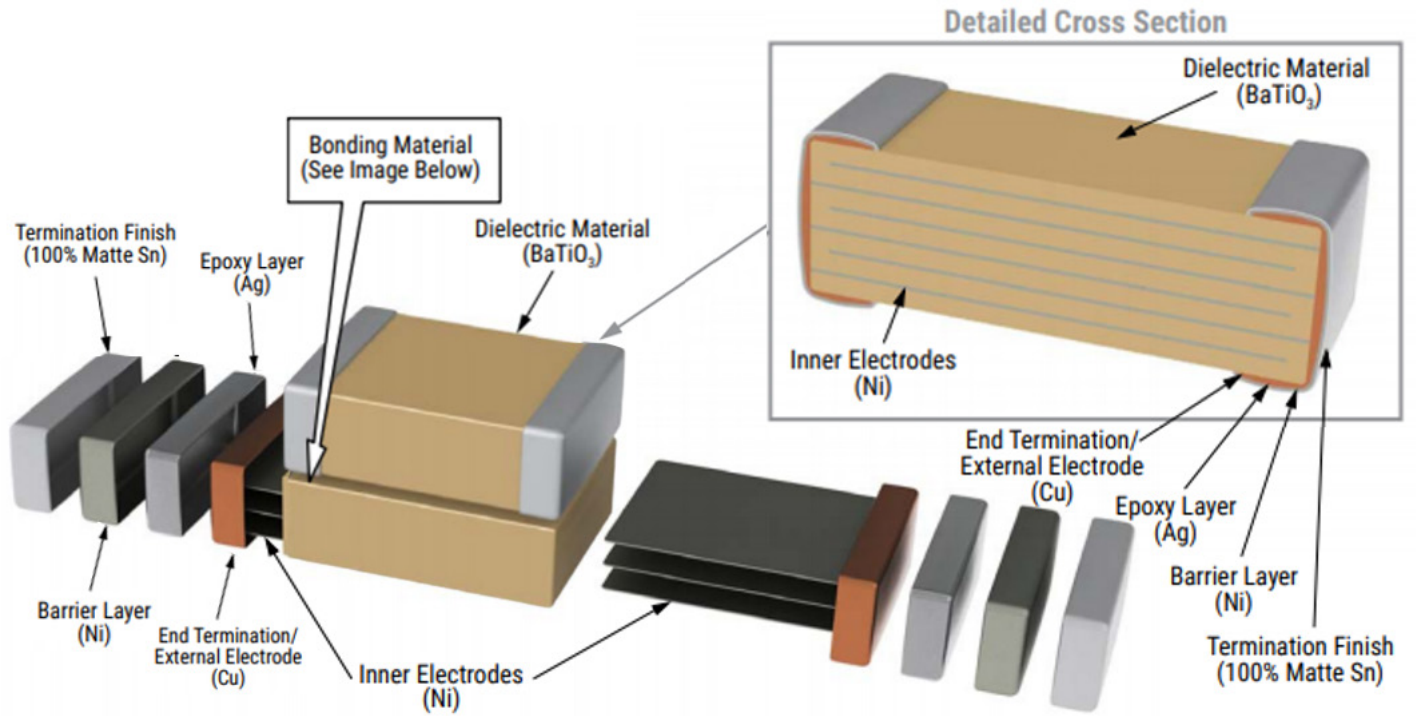 Detailed Cross Section
Dielectric Material
(BaTiO₃)
Inner Electrodes
(Ni)
Bonding Material
(See Image Below)
Termination Finish
(100% Matte Sn)
Epoxy Layer
(Ag)
Dielectric Material
(BaTiO₃)
Barrier Layer
(Ni)
End Termination/
External Electrode
(Cu)
Inner Electrodes
(Ni)
End Termination/
External Electrode
(Cu)
Epoxy Layer
(Ag)
Barrier Layer
(Ni)
Termination Finish
(100% Matte Sn)